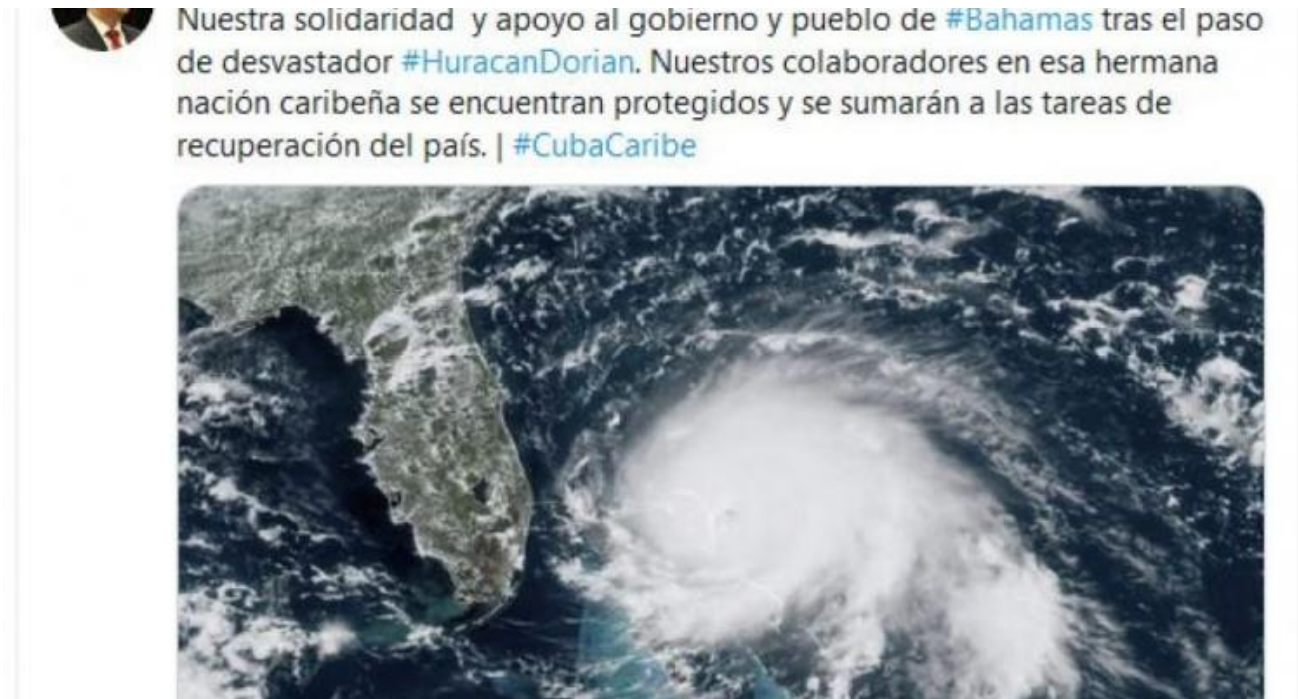 Nuestra solidaridad y apoyo al gobierno y pueblo de #Bahamas tras el paso
de desvastador #HuracanDorian. Nuestros colaboradores en esa hermana
nación caribeña se encuentran protegidos y se sumarán a las tareas de
recuperación del país. | #CubaCaribe